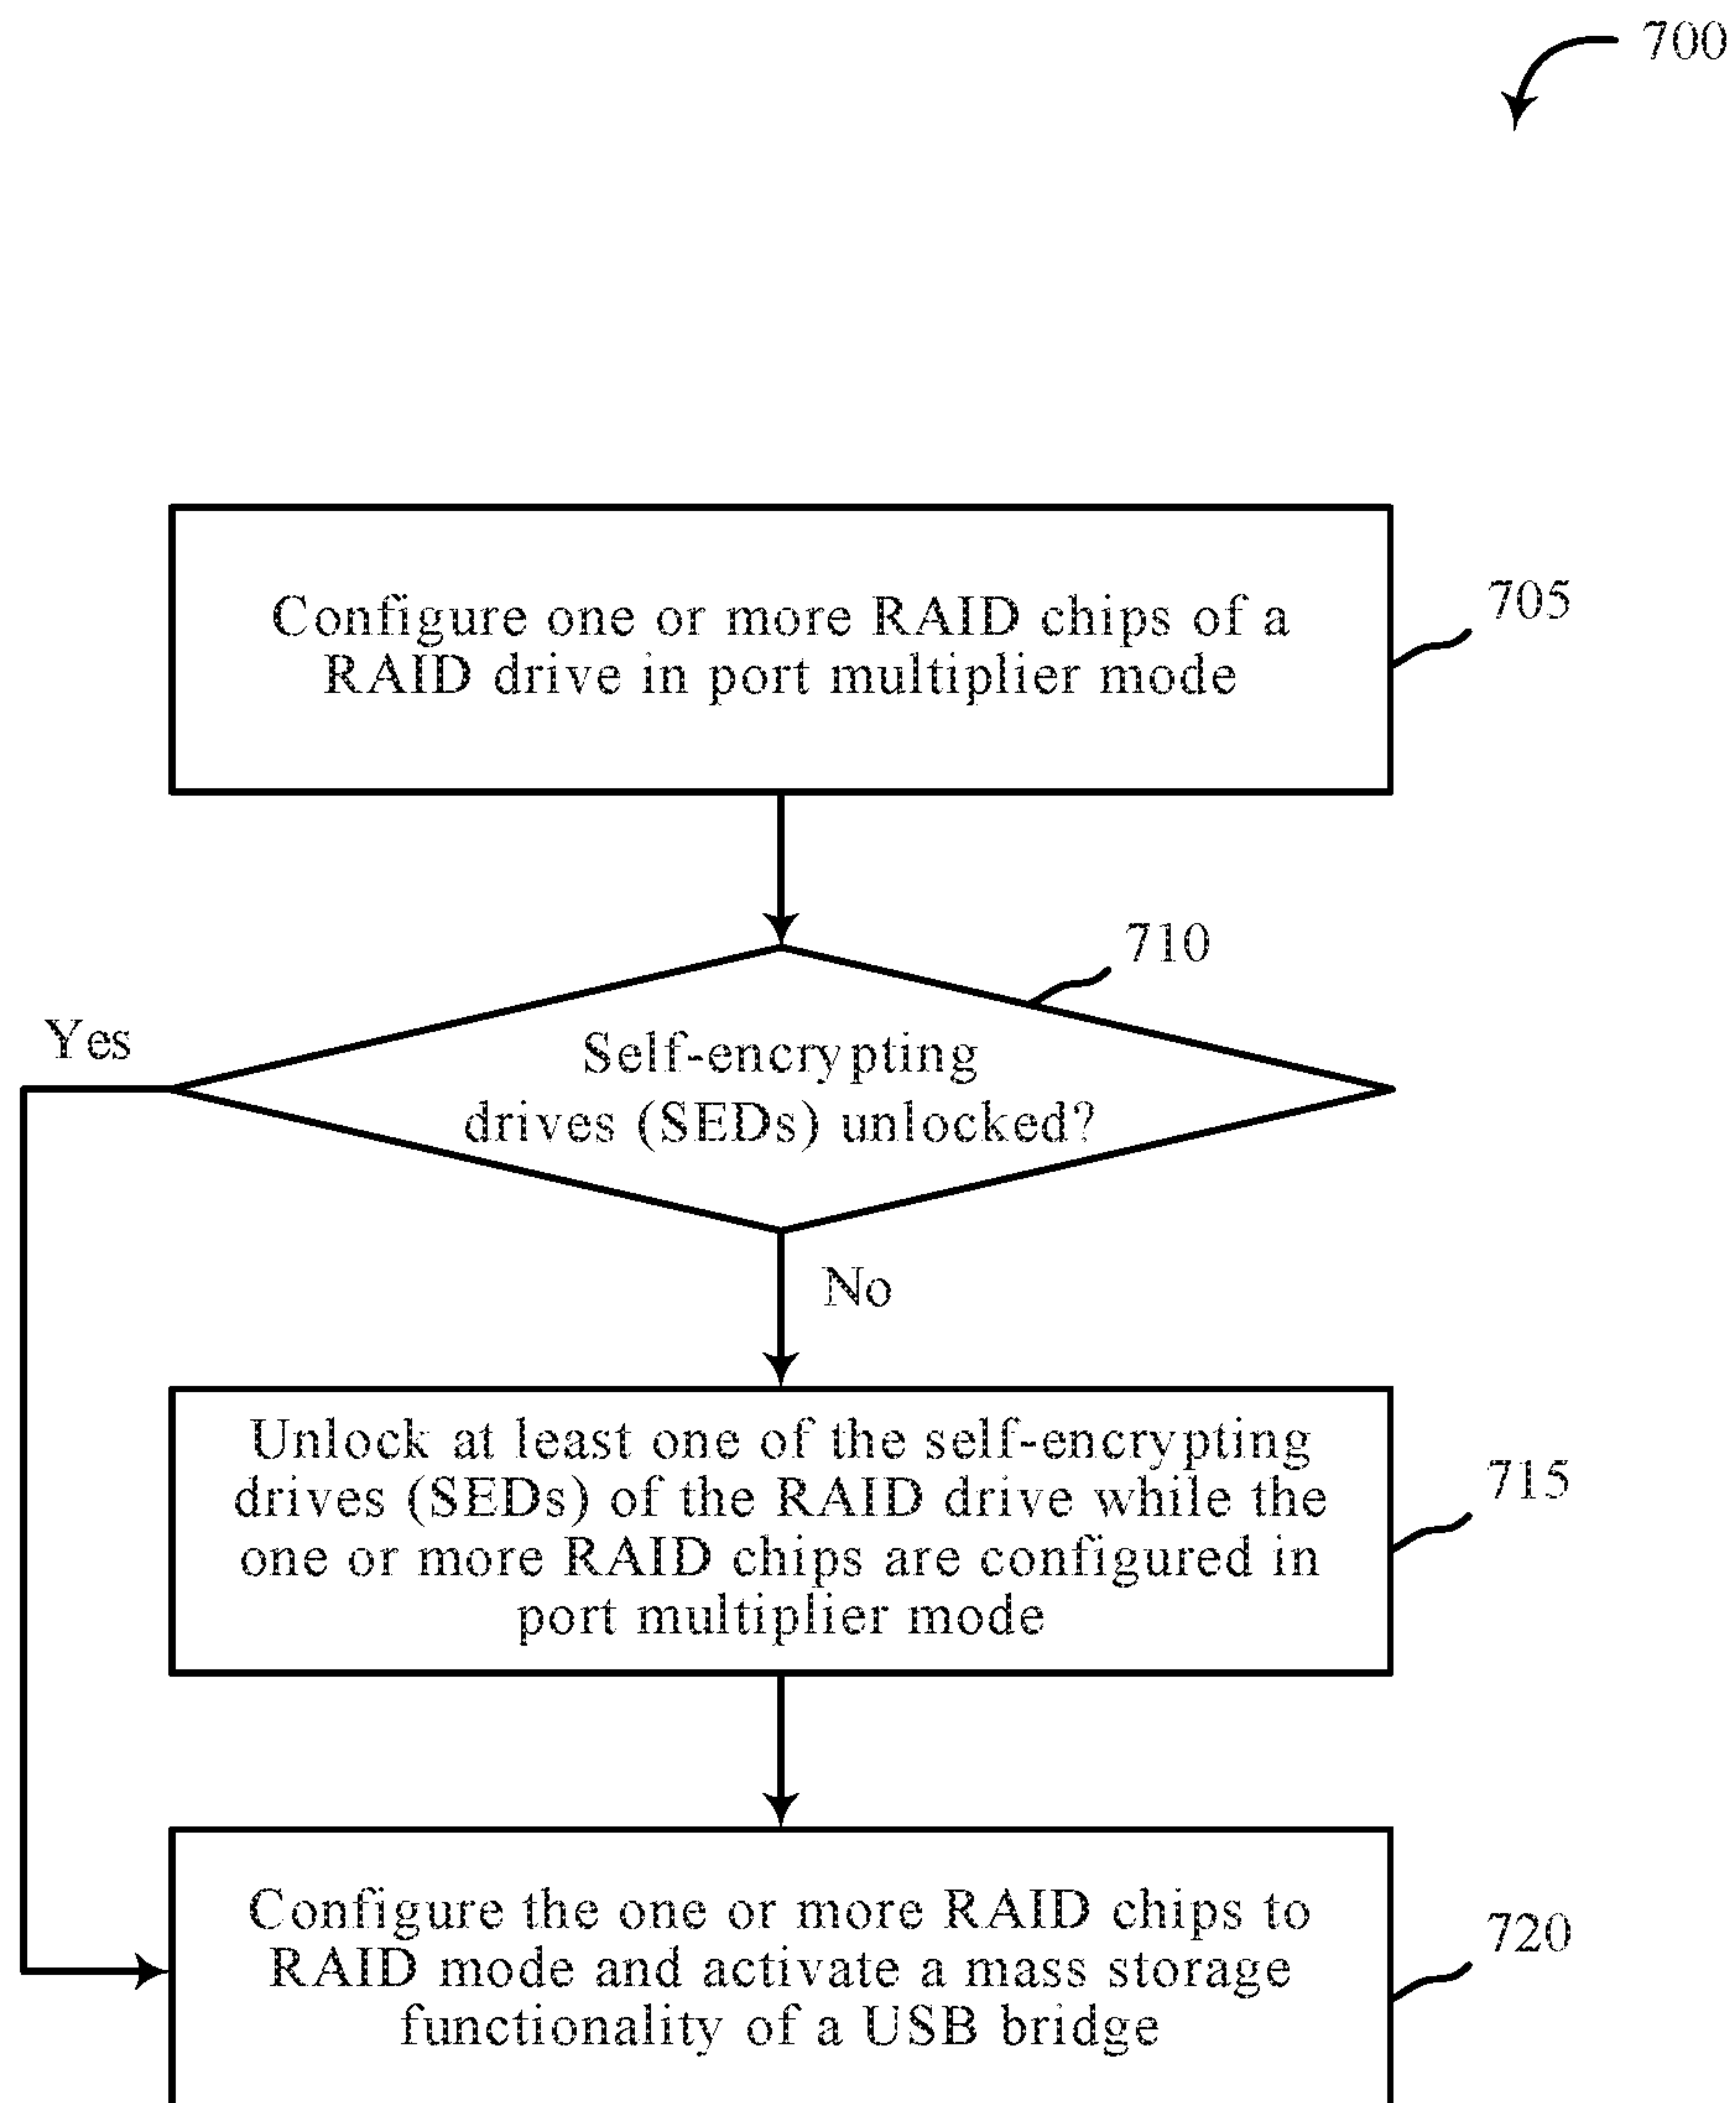 700
Configure one or more RAID chips of a
RAID drive in port multiplier mode
705
710
Yes
Self-encrypting
drives (SEDs) unlocked?
No
Unlock at least one of the self-encrypting
drives (SEDs) of the RAID drive while the
one or more RAID chips are configured in
port multiplier mode
715
Configure the one or more RAID chips to
RAID mode and activate a mass storage
functionality of a USB bridge
720